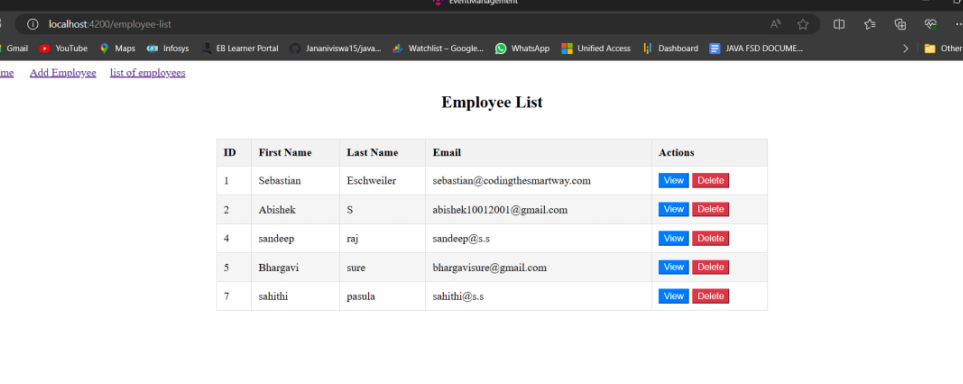 EventManagement
localhost:4200/employee-list
Gmail YouTube Maps Infosys EB Learner Portal Jananiviswa15/java... Watchlist – Google... WhatsApp Unified Access Dashboard JAVA FSD DOCUME... Other
me Add Employee list of employees
Employee List
ID First Name Last Name Email Actions
1 Sebastian Eschweiler sebastian@codingthesmartway.com View Delete
2 Abishek S abishek10012001@gmail.com View Delete
4 sandeep raj sandeep@s.s View Delete
5 Bhargavi sure bhargavisure@gmail.com View Delete
7 sahithi pasula sahithi@s.s View Delete